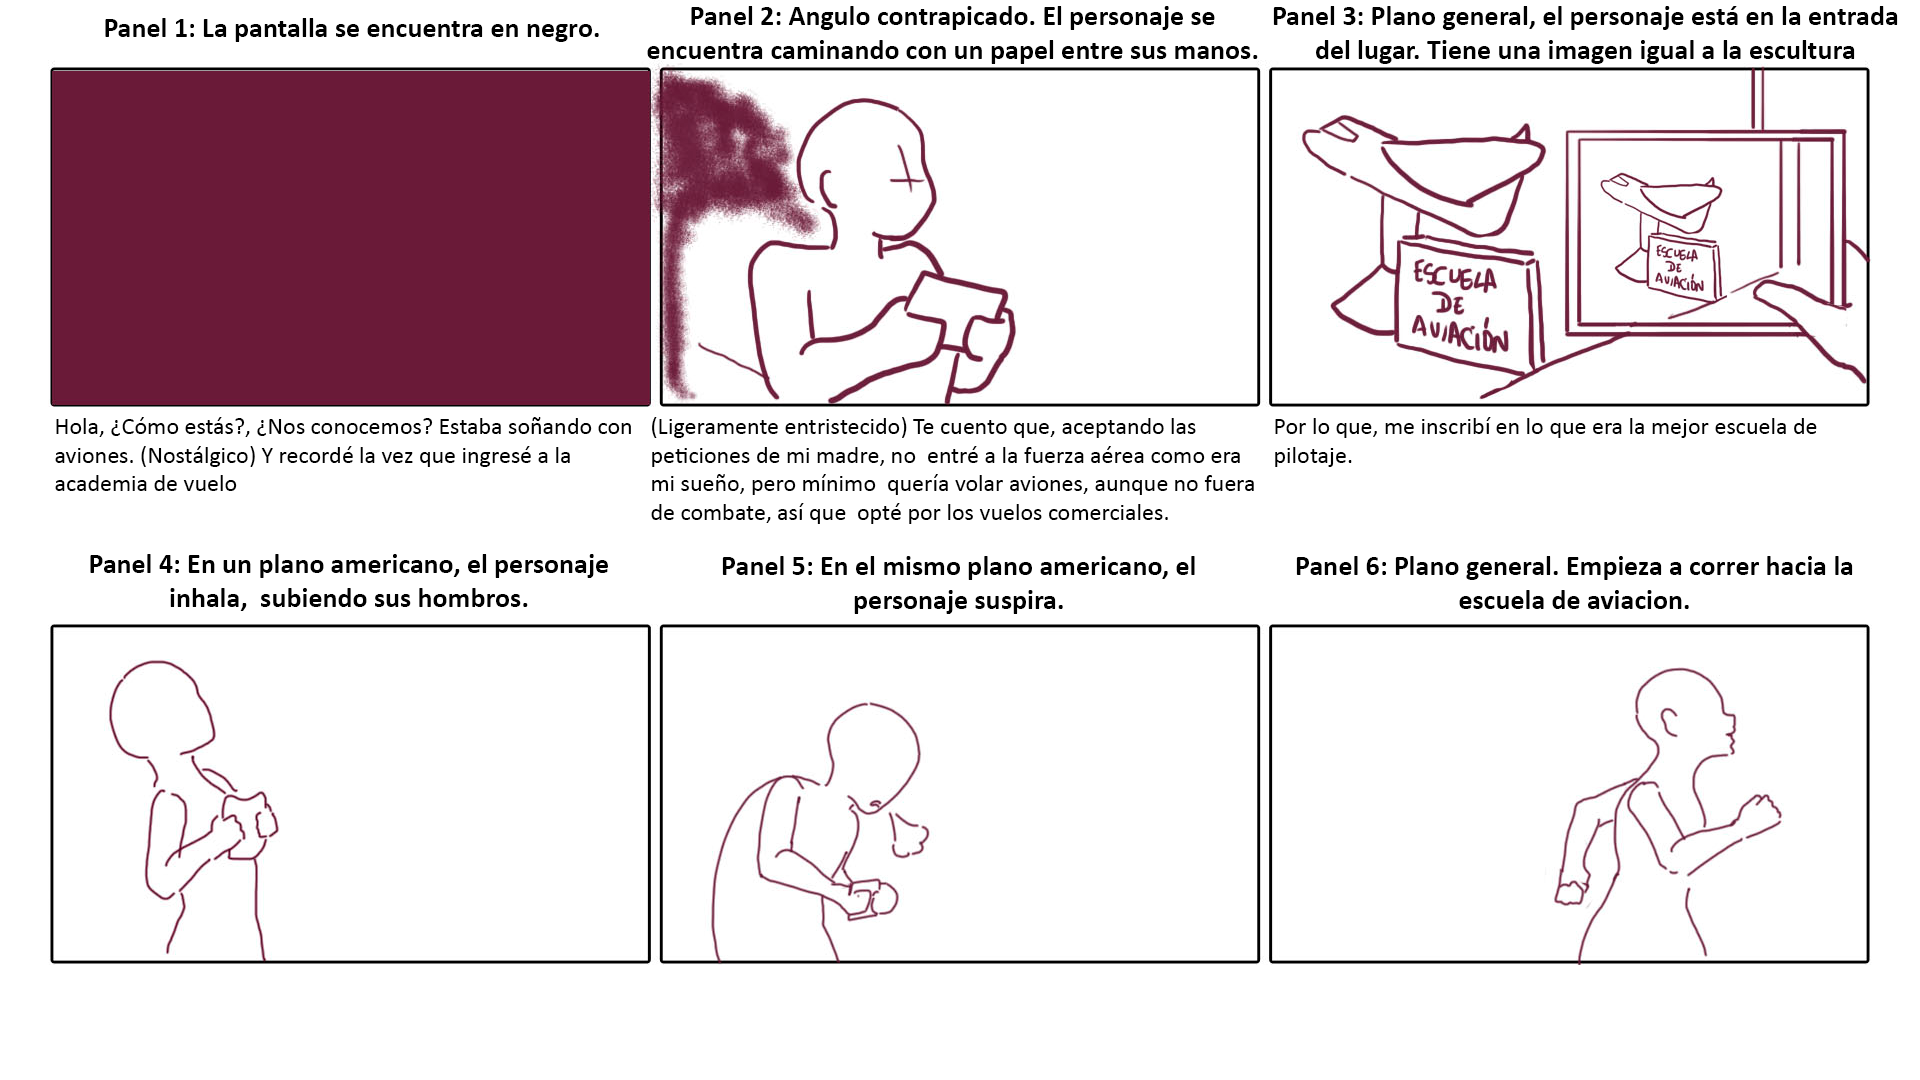 Panel 1: La pantalla se encuentra en negro.
Panel 2: Angulo contrapicado. El personaje se
encuentra caminando con un papel entre sus manos.
Panel 3: Plano general, el personaje está en la entrada
del lugar. Tiene una imagen igual a la escultura
ESCUELA
DE
AVIACIÓN
ESCUELA
DE
AVIACIÓN
Hola, ¿Cómo estás?, ¿Nos conocemos? Estaba soñando con
aviones. (Nostálgico) Y recordé la vez que ingresé a la
academia de vuelo
(Ligeramente entristecido) Te cuento que, aceptando las
peticiones de mi madre, no entré a la fuerza aérea como era
mi sueño, pero mínimo quería volar aviones, aunque no fuera
de combate, así que opté por los vuelos comerciales.
Por lo que, me inscribí en lo que era la mejor escuela de
pilotaje.
Panel 4: En un plano americano, el personaje
inhala, subiendo sus hombros.
Panel 5: En el mismo plano americano, el
personaje suspira.
Panel 6: Plano general. Empieza a correr hacia la
escuela de aviacion.